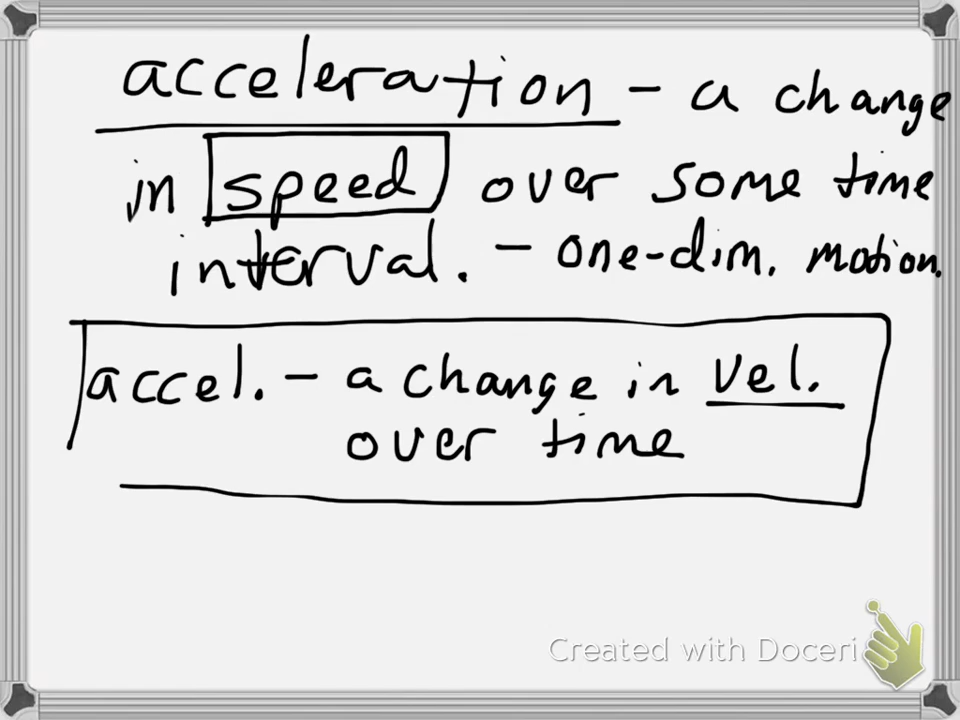 acceleration - a change
in speed over some time
interval. - one-dim. motion.
accel. - a change in vel.
over time
Created with Doceri